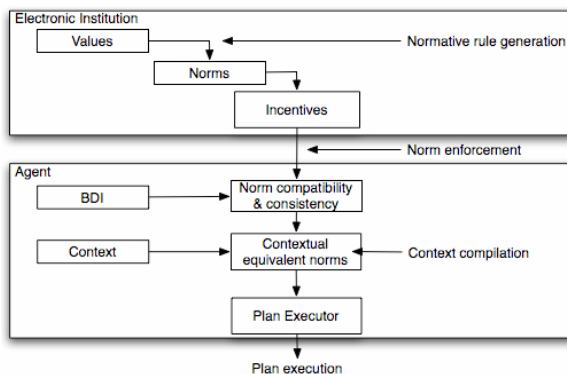 Electronic Institution
Values
Normative rule generation
Norms
Incentives
Norm enforcement
Agent
BDI
Norm compatibility
& consistency
Context
Contextual
equivalent norms
Context compilation
Plan Executor
Plan execution